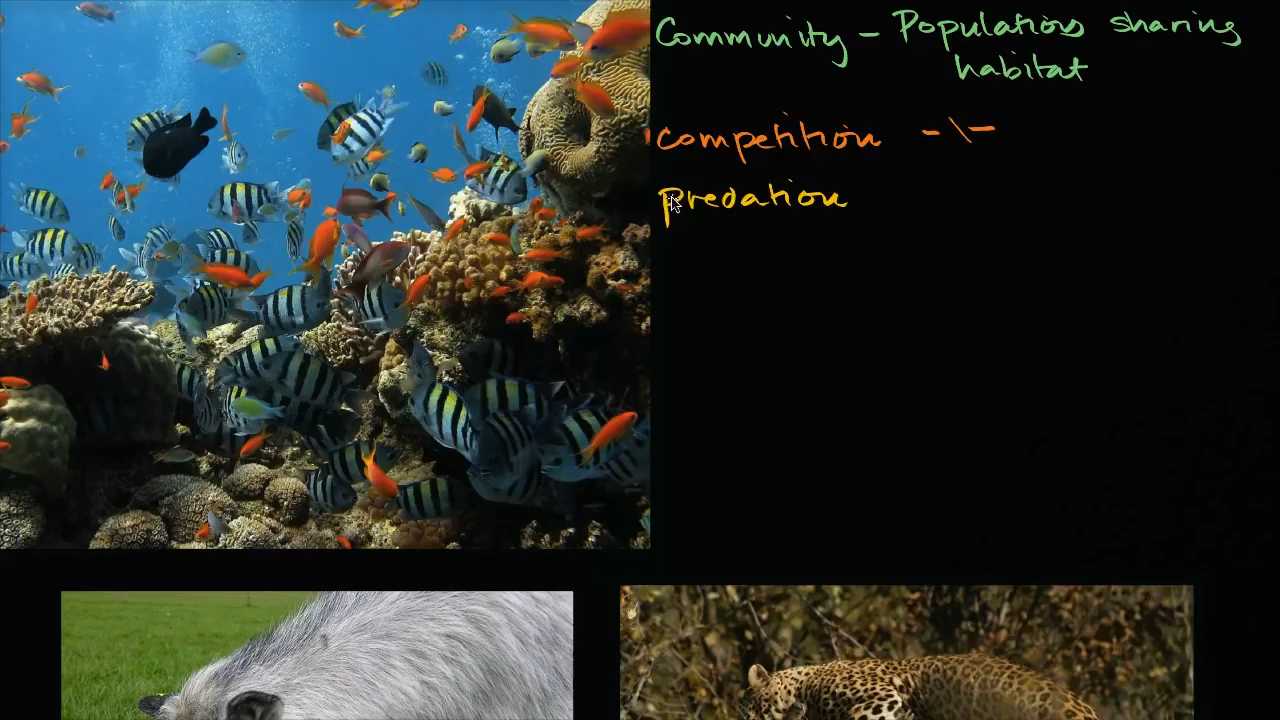 Community - Populations sharing
habitat
competition -\-
predation